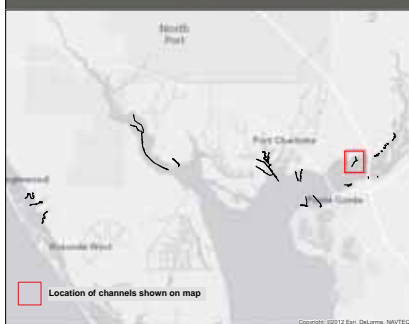 North
Port
Port Charlotte
Punta Gorda
Englewood
Rotonda West
Location of channels shown on map
Copyright: ©2012 Esri, DeLorme, NAVTEQ